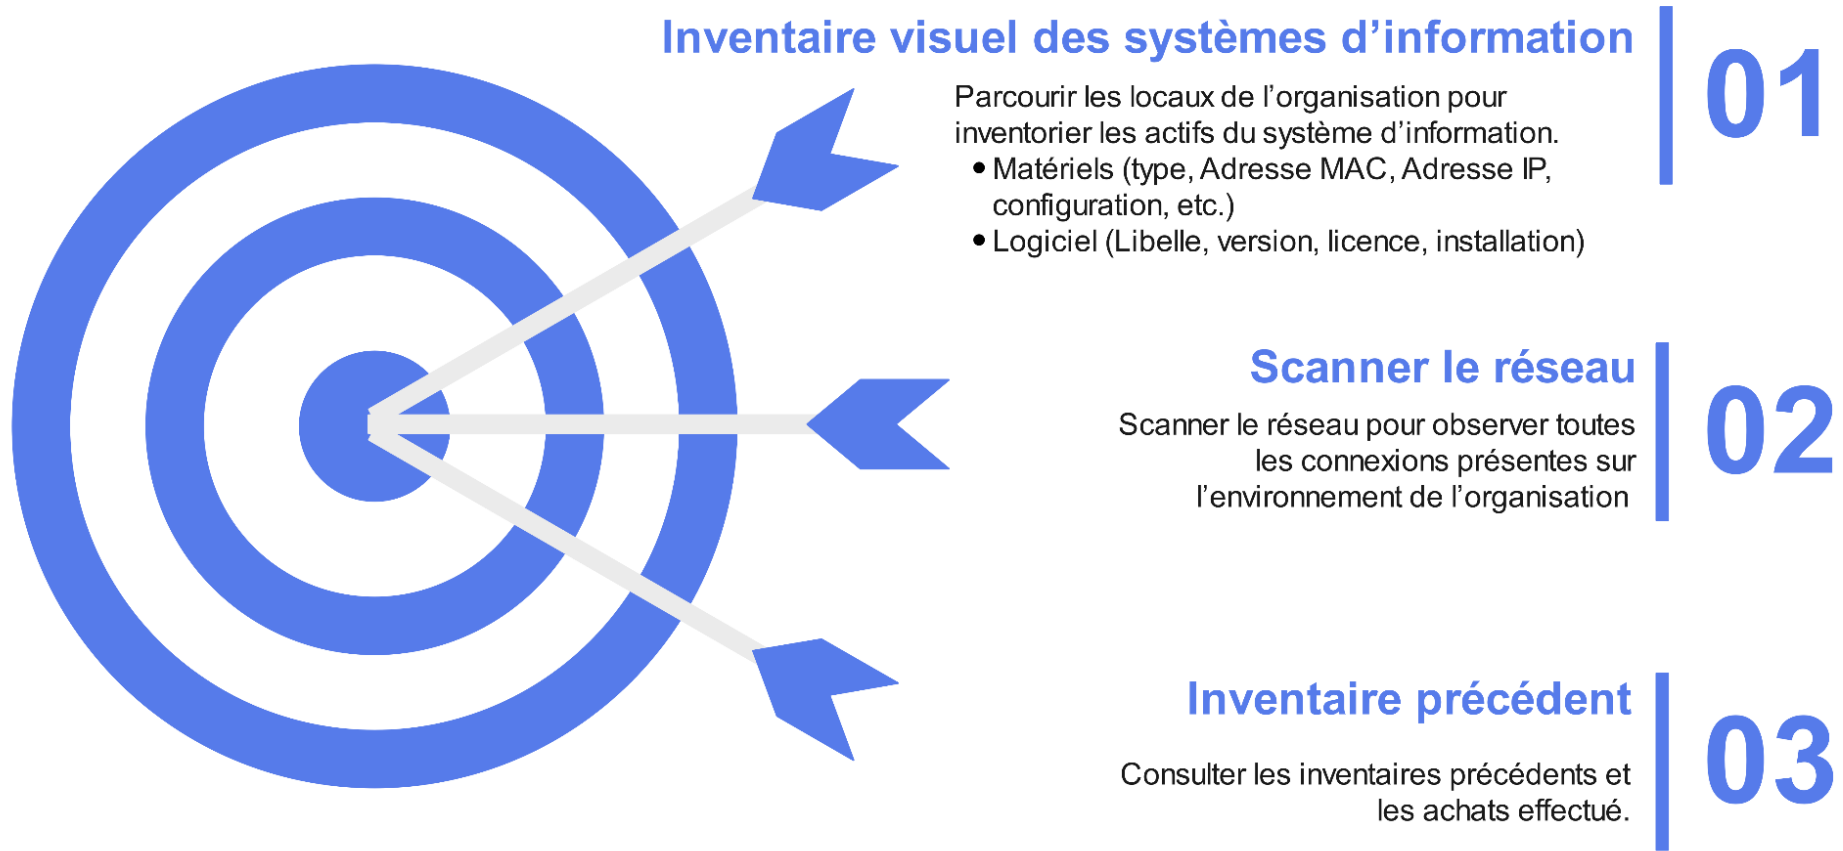 Inventaire visuel des systèmes d’information
01
Parcourir les locaux de l’organisation pour
inventorier les actifs du système d’information.
• Matériels (type, Adresse MAC, Adresse IP,
configuration, etc.)
• Logiciel (Libelle, version, licence, installation)
Scanner le réseau
02
Scanner le réseau pour observer toutes
les connexions présentes sur
l’environnement de l’organisation
Inventaire précédent
03
Consulter les inventaires précédents et
les achats effectué.